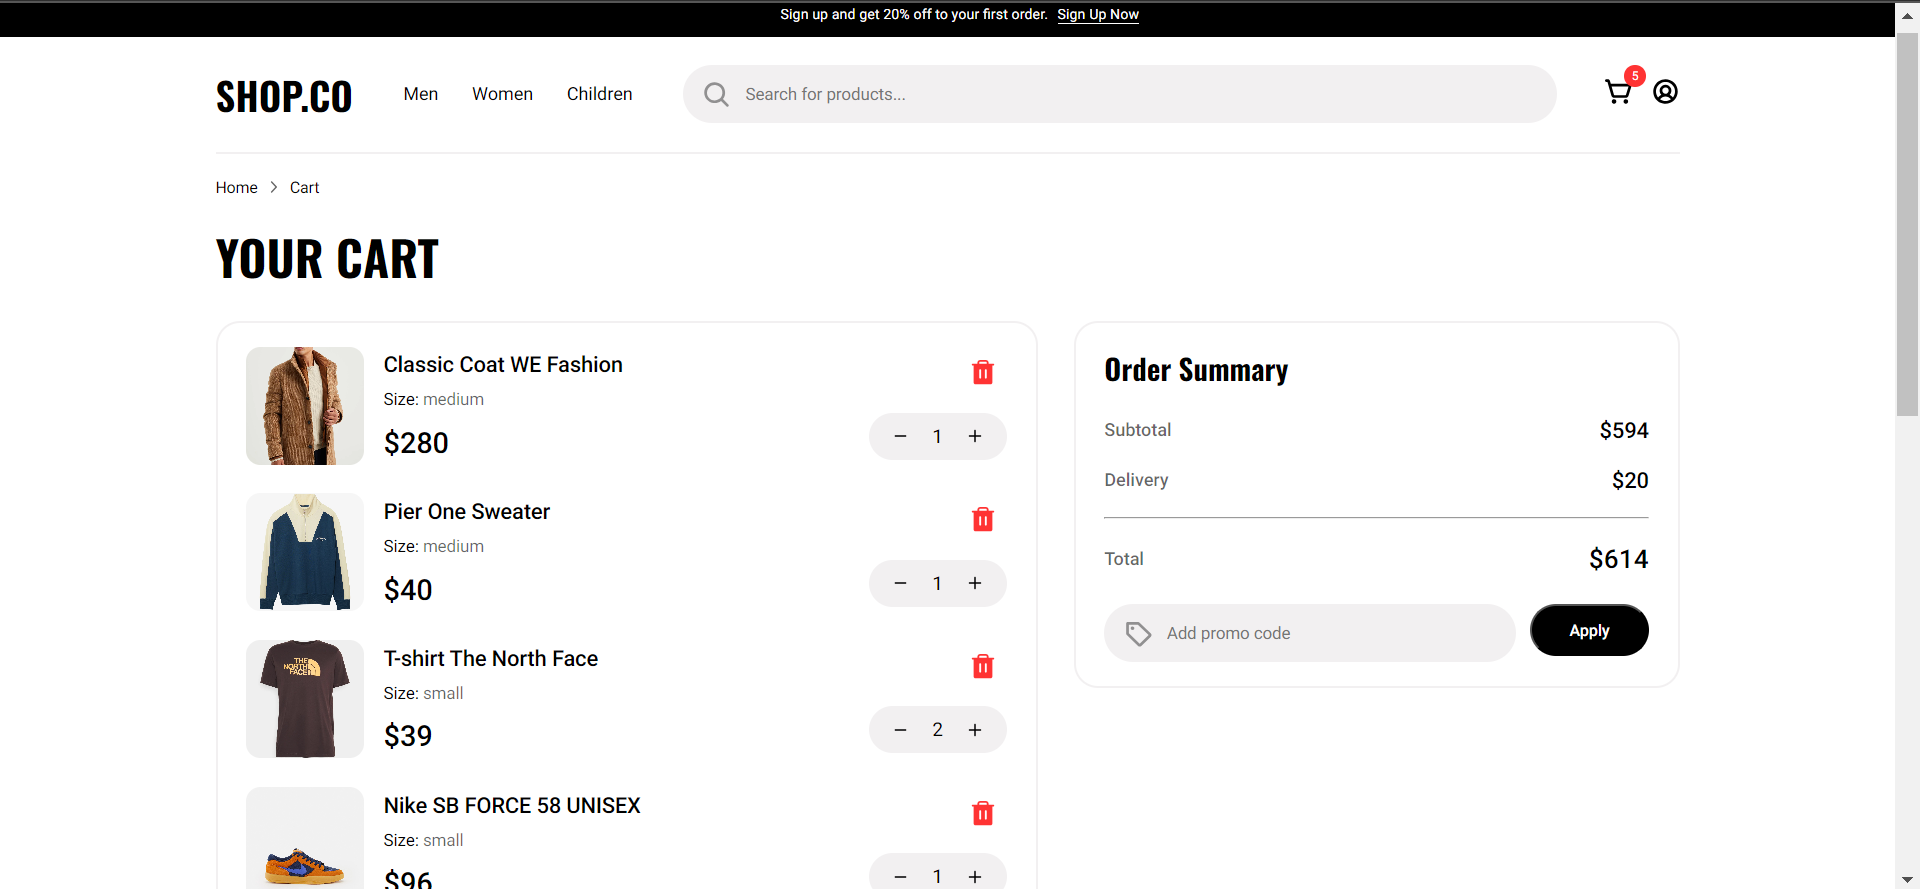 Sign up and get 20% off to your first order. Sign Up Now
SHOP.CO Men Women Children Search for products... 5
Home Cart
YOUR CART
Classic Coat WE Fashion
Size: medium
$280
1
Pier One Sweater
Size: medium
$40
1
THE
NORTH
FACE
T-shirt The North Face
Size: small
$39
2
Nike SB FORCE 58 UNISEX
Size: small
$96
1
Order Summary
Subtotal $594
Delivery $20
Total $614
Add promo code Apply